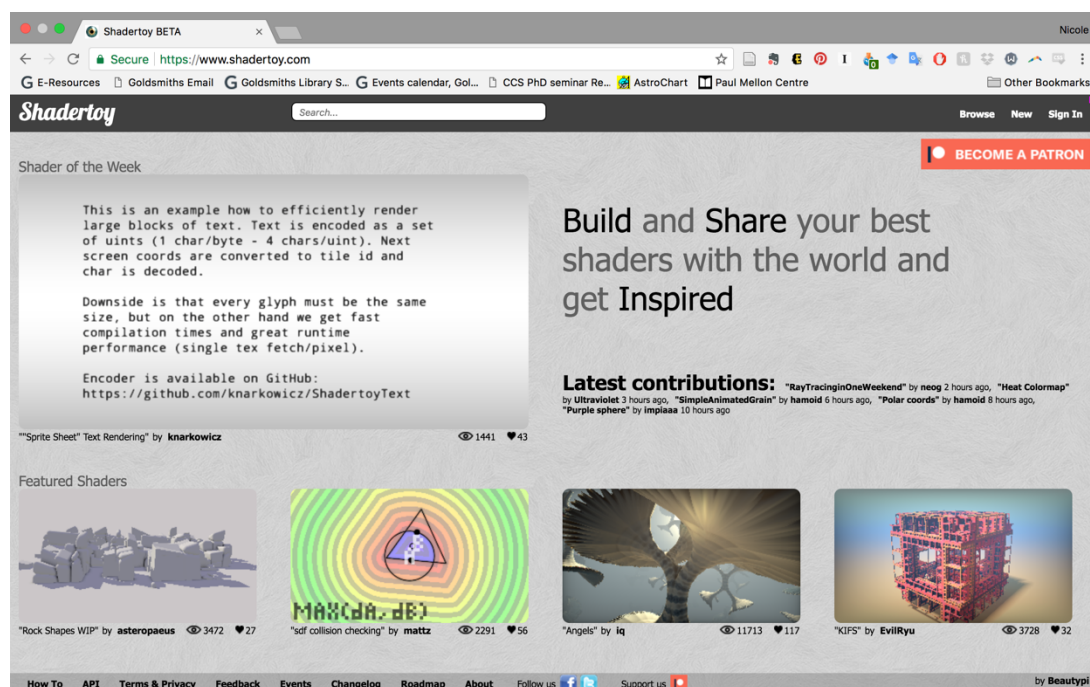 Shadertoy BETA
Nicole
Secure https://www.shadertoy.com
E-Resources Goldsmiths Email Goldsmiths Library S... Events calendar, Gol... CCS PhD seminar Re... AstroChart Paul Mellon Centre Other Bookmarks
Shadertoy Search... Browse New Sign In
BECOME A PATRON
Shader of the Week
This is an example how to efficiently render
large blocks of text. Text is encoded as a set
of uints (1 char/byte - 4 chars/uint). Next
screen coords are converted to tile id and
char is decoded.
Downside is that every glyph must be the same
size, but on the other hand we get fast
compilation times and great runtime
performance (single tex fetch/pixel).
Encoder is available on GitHub:
https://github.com/knarkowicz/ShadertoyText
""Sprite Sheet" Text Rendering" by knarkowicz 1441 43
Build and Share your best
shaders with the world and
get Inspired
Latest contributions: "RayTracinginOneWeekend" by neog 2 hours ago, "Heat Colormap"
by Ultraviolet 3 hours ago, "SimpleAnimatedGrain" by hamoid 6 hours ago, "Polar coords" by hamoid 8 hours ago,
"Purple sphere" by impiaaa 10 hours ago
Featured Shaders
MAX(dA, dB)
"Rock Shapes WIP" by asteropaeus 3472 27
"sdf collision checking" by mattz 2291 56
"Angels" by iq 11713 117
"KIFS" by EvilRyu 3728 32
How To API Terms & Privacy Feedback Events Changelog Roadmap About Follow us Support us by Beautypi